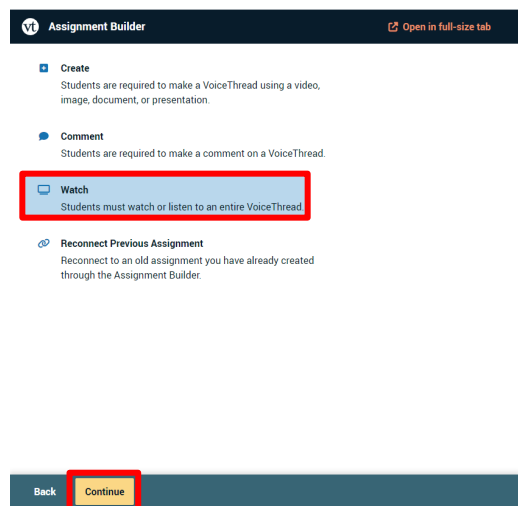 vt Assignment Builder
Open in full-size tab
Create
Students are required to make a VoiceThread using a video,
image, document, or presentation.
Comment
Students are required to make a comment on a VoiceThread.
Watch
Students must watch or listen to an entire VoiceThread.
Reconnect Previous Assignment
Reconnect to an old assignment you have already created
through the Assignment Builder.
Back
Continue